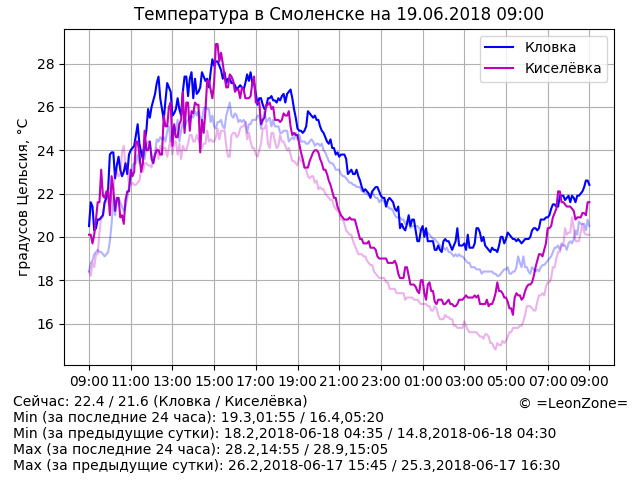 Температура в Смоленске на 19.06.2018 09:00
Кловка
Киселёвка
градусов Цельсия, °C
28
26
24
22
20
18
16
09:00 11:00 13:00 15:00 17:00 19:00 21:00 23:00 01:00 03:00 05:00 07:00 09:00
Сейчас: 22.4 / 21.6 (Кловка / Киселёвка)
© =LeonZone=
Min (за последние 24 часа): 19.3,01:55 / 16.4,05:20
Min (за предыдущие сутки): 18.2,2018-06-18 04:35 / 14.8,2018-06-18 04:30
Max (за последние 24 часа): 28.2,14:55 / 28.9,15:05
Max (за предыдущие сутки): 26.2,2018-06-17 15:45 / 25.3,2018-06-17 16:30